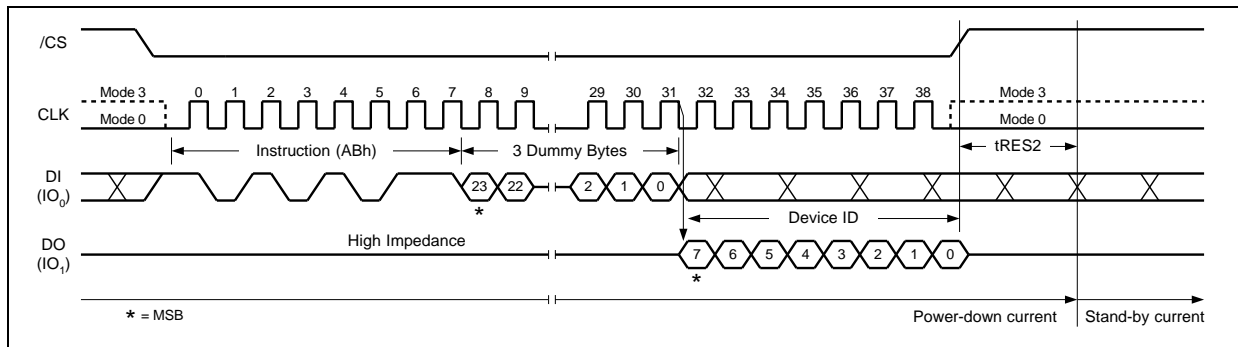 /CS
Mode 3 0 1 2 3 4 5 6 7 8 9 29 30 31 32 33 34 35 36 37 38 Mode 3
CLK
Mode 0 Mode 0
Instruction (ABh) 3 Dummy Bytes tRES2
DI
(IO0)
23 22 2 1 0
*
Device ID
High Impedance
DO
(IO1)
7 6 5 4 3 2 1 0
*
* = MSB
Power-down current Stand-by current